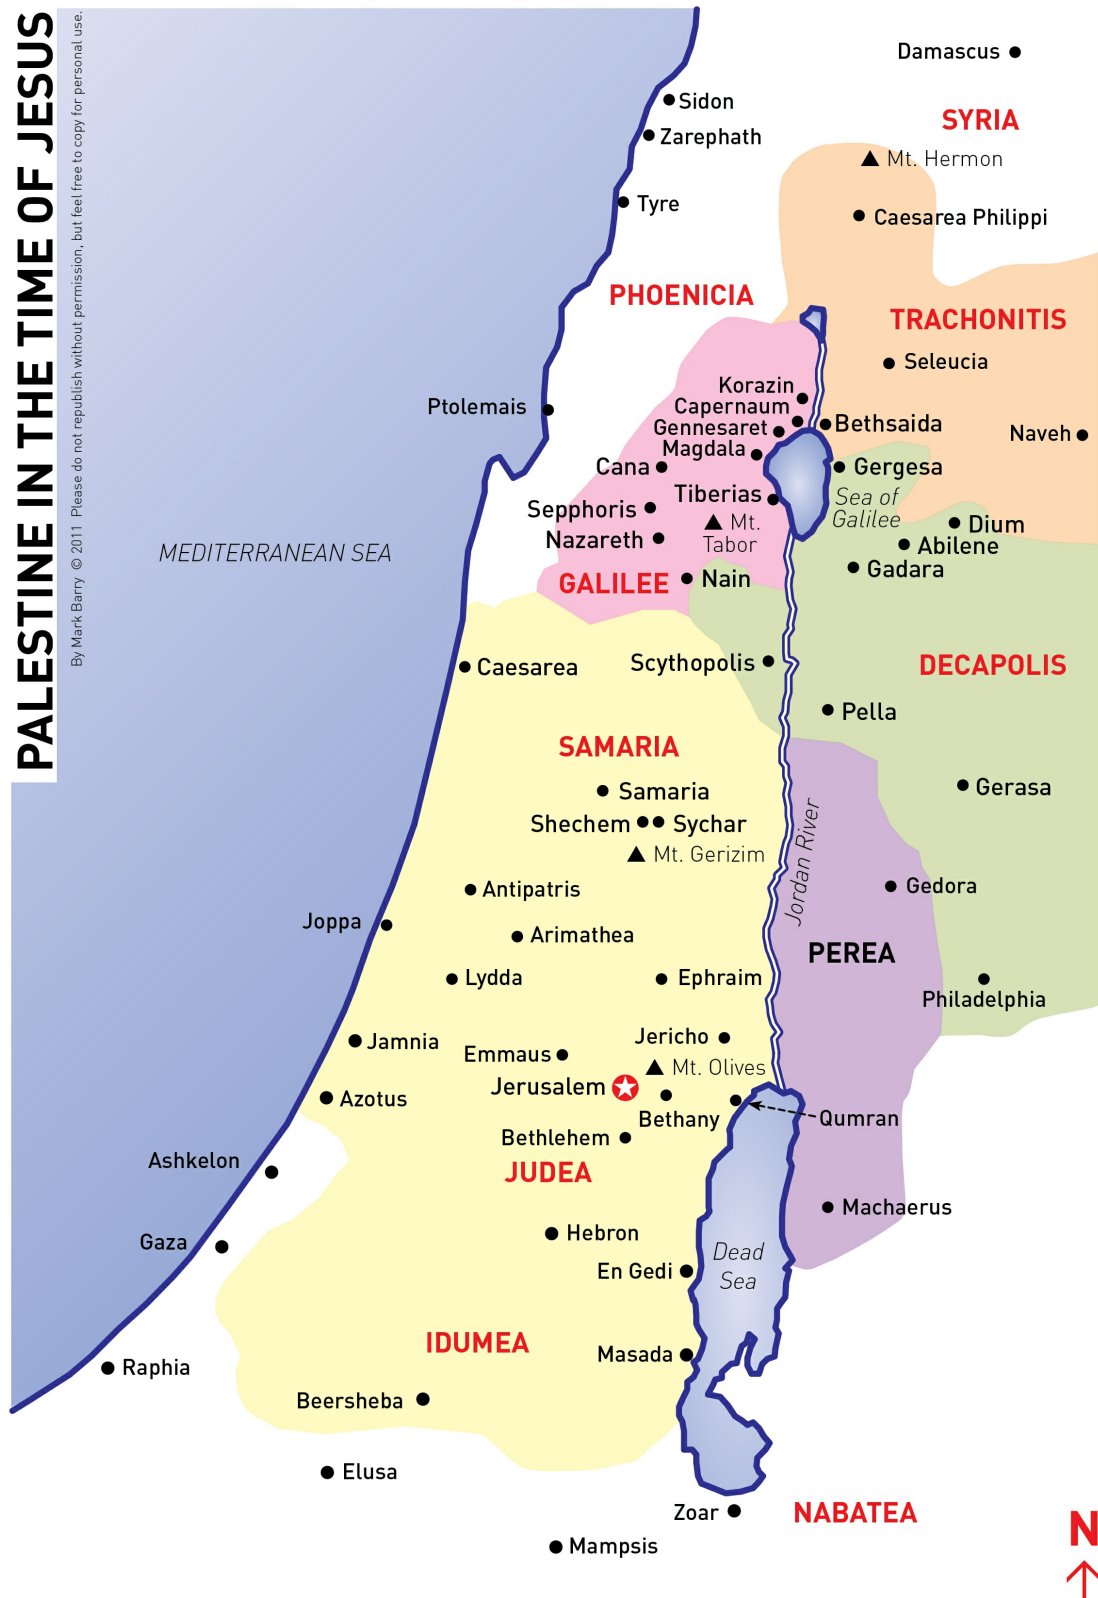 PALESTINE IN THE TIME OF JESUS
By Mark Barry © 2011 Please do not republish without permission, but feel free to copy for personal use.
Damascus
Sidon
SYRIA
Zarephath
Mt. Hermon
Tyre
Caesarea Philippi
PHOENICIA
TRACHONITIS
Seleucia
Korazin
Capernaum
Ptolemais
Gennesaret
Bethsaida
Naveh
Magdala
Cana
Gergesa
Tiberias
Sea of
Galilee
Sepphoris
Mt.
Tabor
Dium
Nazareth
Abilene
MEDITERRANEAN SEA
Gadara
GALILEE
Nain
Caesarea
Scythopolis
DECAPOLIS
Pella
SAMARIA
Samaria
Gerasa
Shechem
Sychar
Mt. Gerizim
Jordan River
Antipatris
Gedora
Joppa
Arimathea
PEREA
Lydda
Ephraim
Philadelphia
Jamnia
Jericho
Emmaus
Mt. Olives
Jerusalem
Azotus
Bethany
Qumran
Bethlehem
Ashkelon
JUDEA
Machaerus
Gaza
Hebron
Dead
Sea
En Gedi
IDUMEA
Masada
Raphia
Beersheba
Elusa
Zoar
NABATEA
Mampsis
N